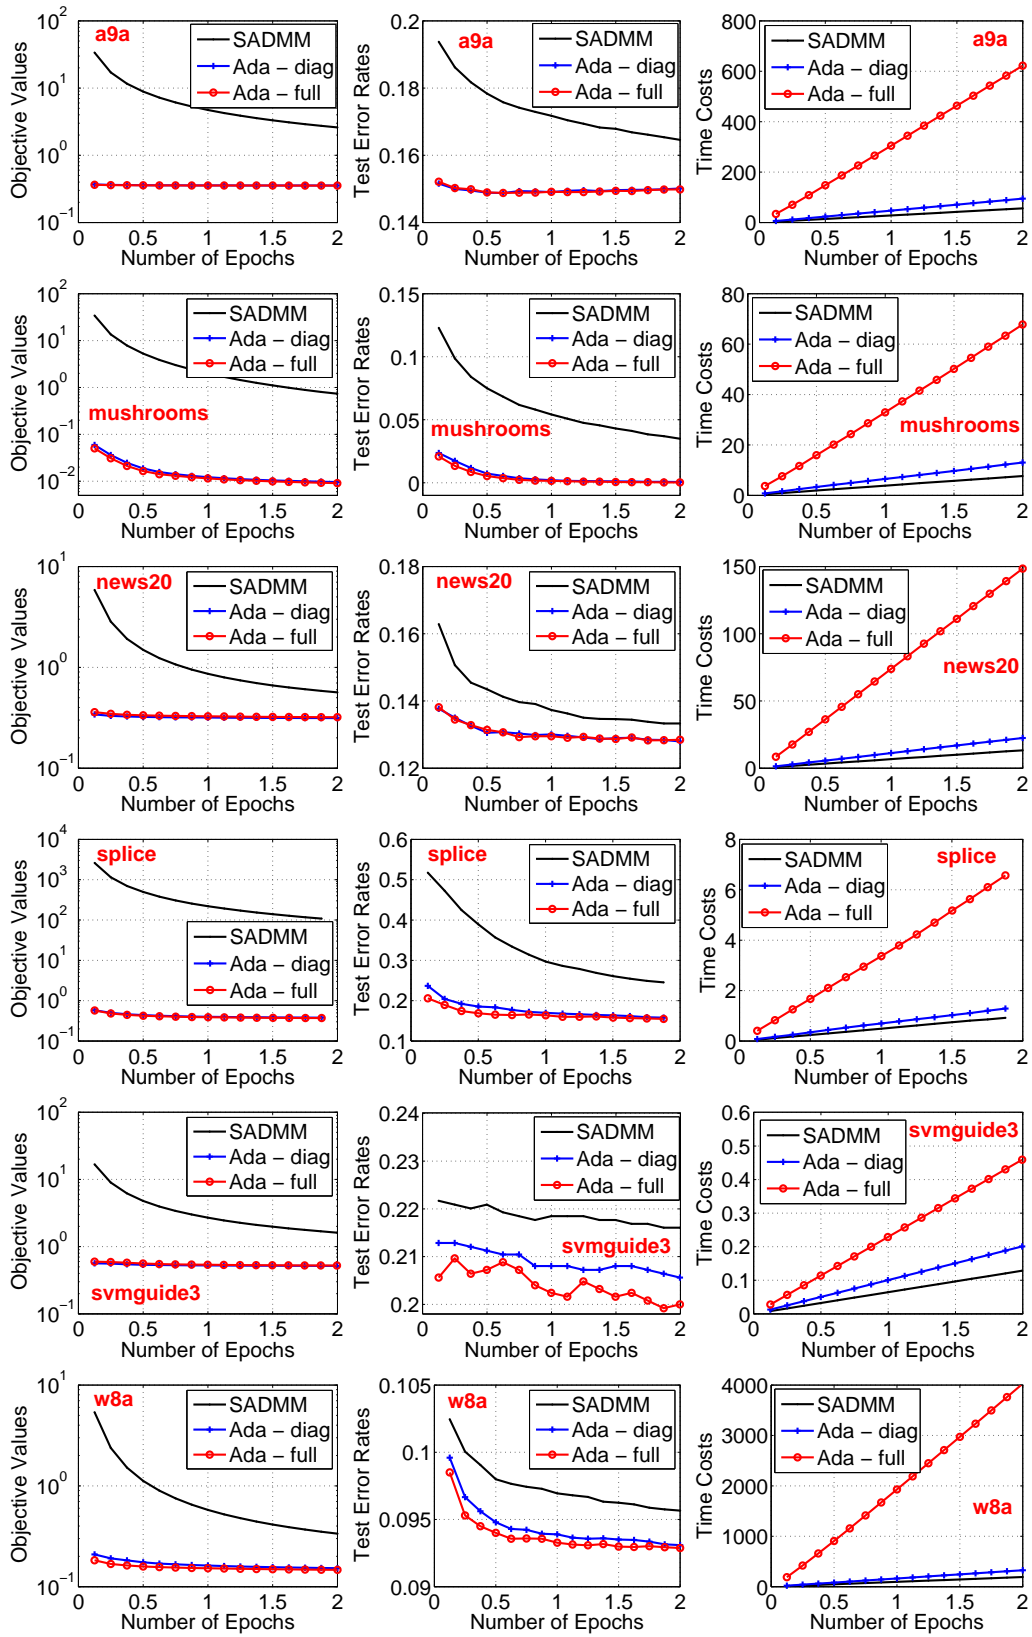 Objective Values
10^2
10^1
10^0
10^-1
a9a
SADMM
Ada – diag
Ada – full
0 0.5 1 1.5 2
Number of Epochs
Test Error Rates
0.2
0.18
0.16
0.14
a9a
SADMM
Ada – diag
Ada – full
0 0.5 1 1.5 2
Number of Epochs
Time Costs
800
600
400
200
0
a9a
SADMM
Ada – diag
Ada – full
0 0.5 1 1.5 2
Number of Epochs
Objective Values
10^2
10^1
10^0
10^-1
10^-2
SADMM
Ada – diag
Ada – full
mushrooms
0 0.5 1 1.5 2
Number of Epochs
Test Error Rates
0.15
0.1
0.05
0
SADMM
Ada – diag
Ada – full
mushrooms
0 0.5 1 1.5 2
Number of Epochs
Time Costs
80
60
40
20
0
SADMM
Ada – diag
Ada – full
mushrooms
0 0.5 1 1.5 2
Number of Epochs
Objective Values
10^1
10^0
10^-1
news20
SADMM
Ada – diag
Ada – full
0 0.5 1 1.5 2
Number of Epochs
Test Error Rates
0.18
0.16
0.14
0.12
news20
SADMM
Ada – diag
Ada – full
0 0.5 1 1.5 2
Number of Epochs
Time Costs
150
100
50
0
SADMM
Ada – diag
Ada – full
news20
0 0.5 1 1.5 2
Number of Epochs
Objective Values
10^4
10^3
10^2
10^1
10^0
10^-1
splice
SADMM
Ada – diag
Ada – full
0 0.5 1 1.5 2
Number of Epochs
Test Error Rates
0.6
0.5
0.4
0.3
0.2
0.1
splice
SADMM
Ada – diag
Ada – full
0 0.5 1 1.5 2
Number of Epochs
Time Costs
8
6
4
2
0
splice
SADMM
Ada – diag
Ada – full
0 0.5 1 1.5 2
Number of Epochs
Objective Values
10^2
10^1
10^0
10^-1
SADMM
Ada – diag
Ada – full
svmguide3
0 0.5 1 1.5 2
Number of Epochs
Test Error Rates
0.24
0.23
0.22
0.21
0.2
SADMM
Ada – diag
Ada – full
svmguide3
0 0.5 1 1.5 2
Number of Epochs
Time Costs
0.6
0.5
0.4
0.3
0.2
0.1
0
svmguide3
SADMM
Ada – diag
Ada – full
0 0.5 1 1.5 2
Number of Epochs
Objective Values
10^1
10^0
10^-1
w8a
SADMM
Ada – diag
Ada – full
0 0.5 1 1.5 2
Number of Epochs
Test Error Rates
0.105
0.1
0.095
0.09
w8a
SADMM
Ada – diag
Ada – full
0 0.5 1 1.5 2
Number of Epochs
Time Costs
4000
3000
2000
1000
0
SADMM
Ada – diag
Ada – full
w8a
0 0.5 1 1.5 2
Number of Epochs